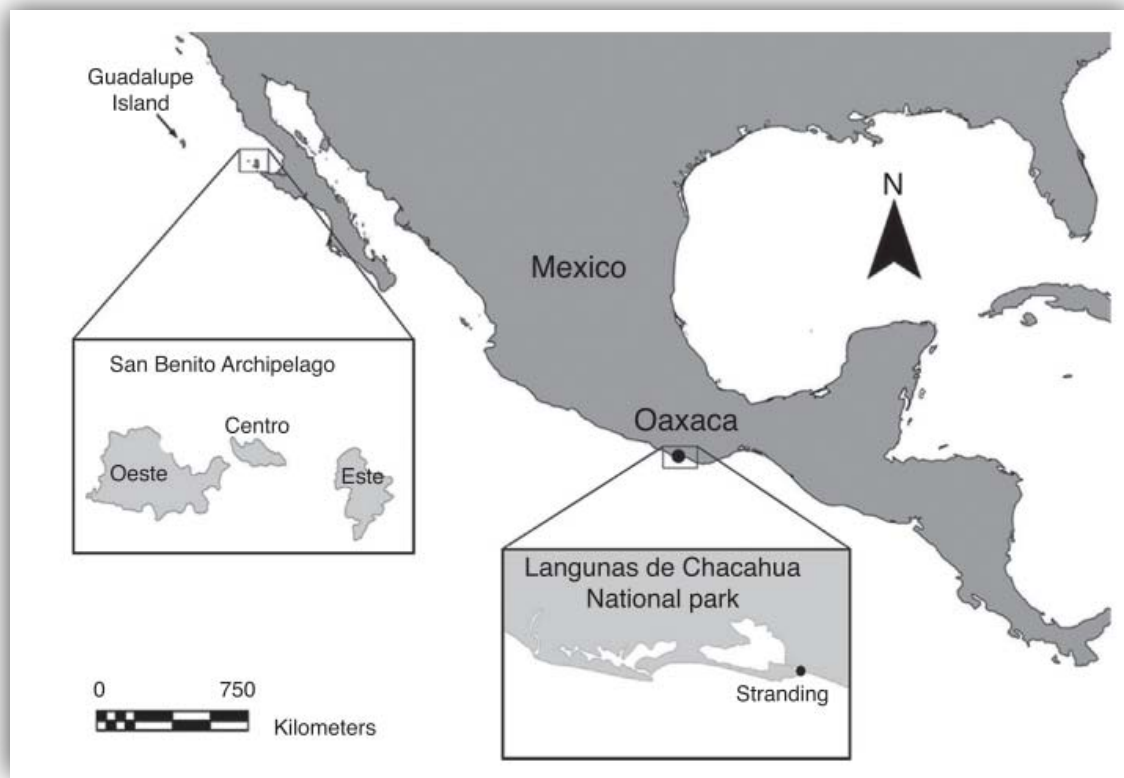 Guadalupe
Island
N
Mexico
San Benito Archipelago
Centro
Oeste
Este
Oaxaca
Langunas de Chacahua
National park
Stranding
0 750
Kilometers